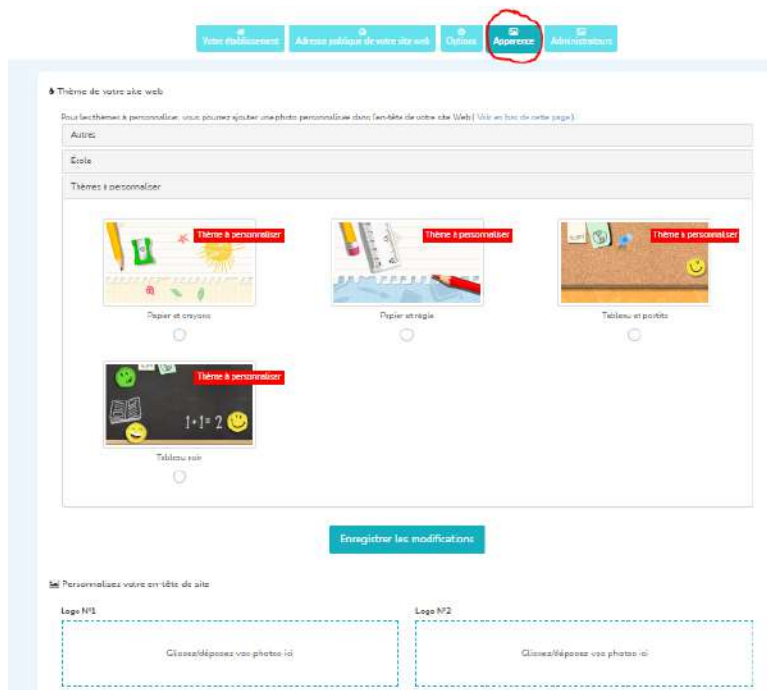 Votre établissement
Adresse publique de votre site web
Options
Apparence
Administrateurs
Thème de votre site web
Pour les thèmes à personnaliser, vous pourrez ajouter une photo personnalisée dans l'en-tête de votre site Web ( Voir en bas de cette page )
Autres
École
Thèmes à personnaliser
Thème à personnaliser
Thème à personnaliser
Thème à personnaliser
Papier et crayons
Papier et règle
Tableau et postits
Thème à personnaliser
1+1= 2
Tableau noir
Enregistrer les modifications
Personnalisez votre en-tête de site
Logo N°1
Logo N°2
Glissez/déposez vos photos ici
Glissez/déposez vos photos ici